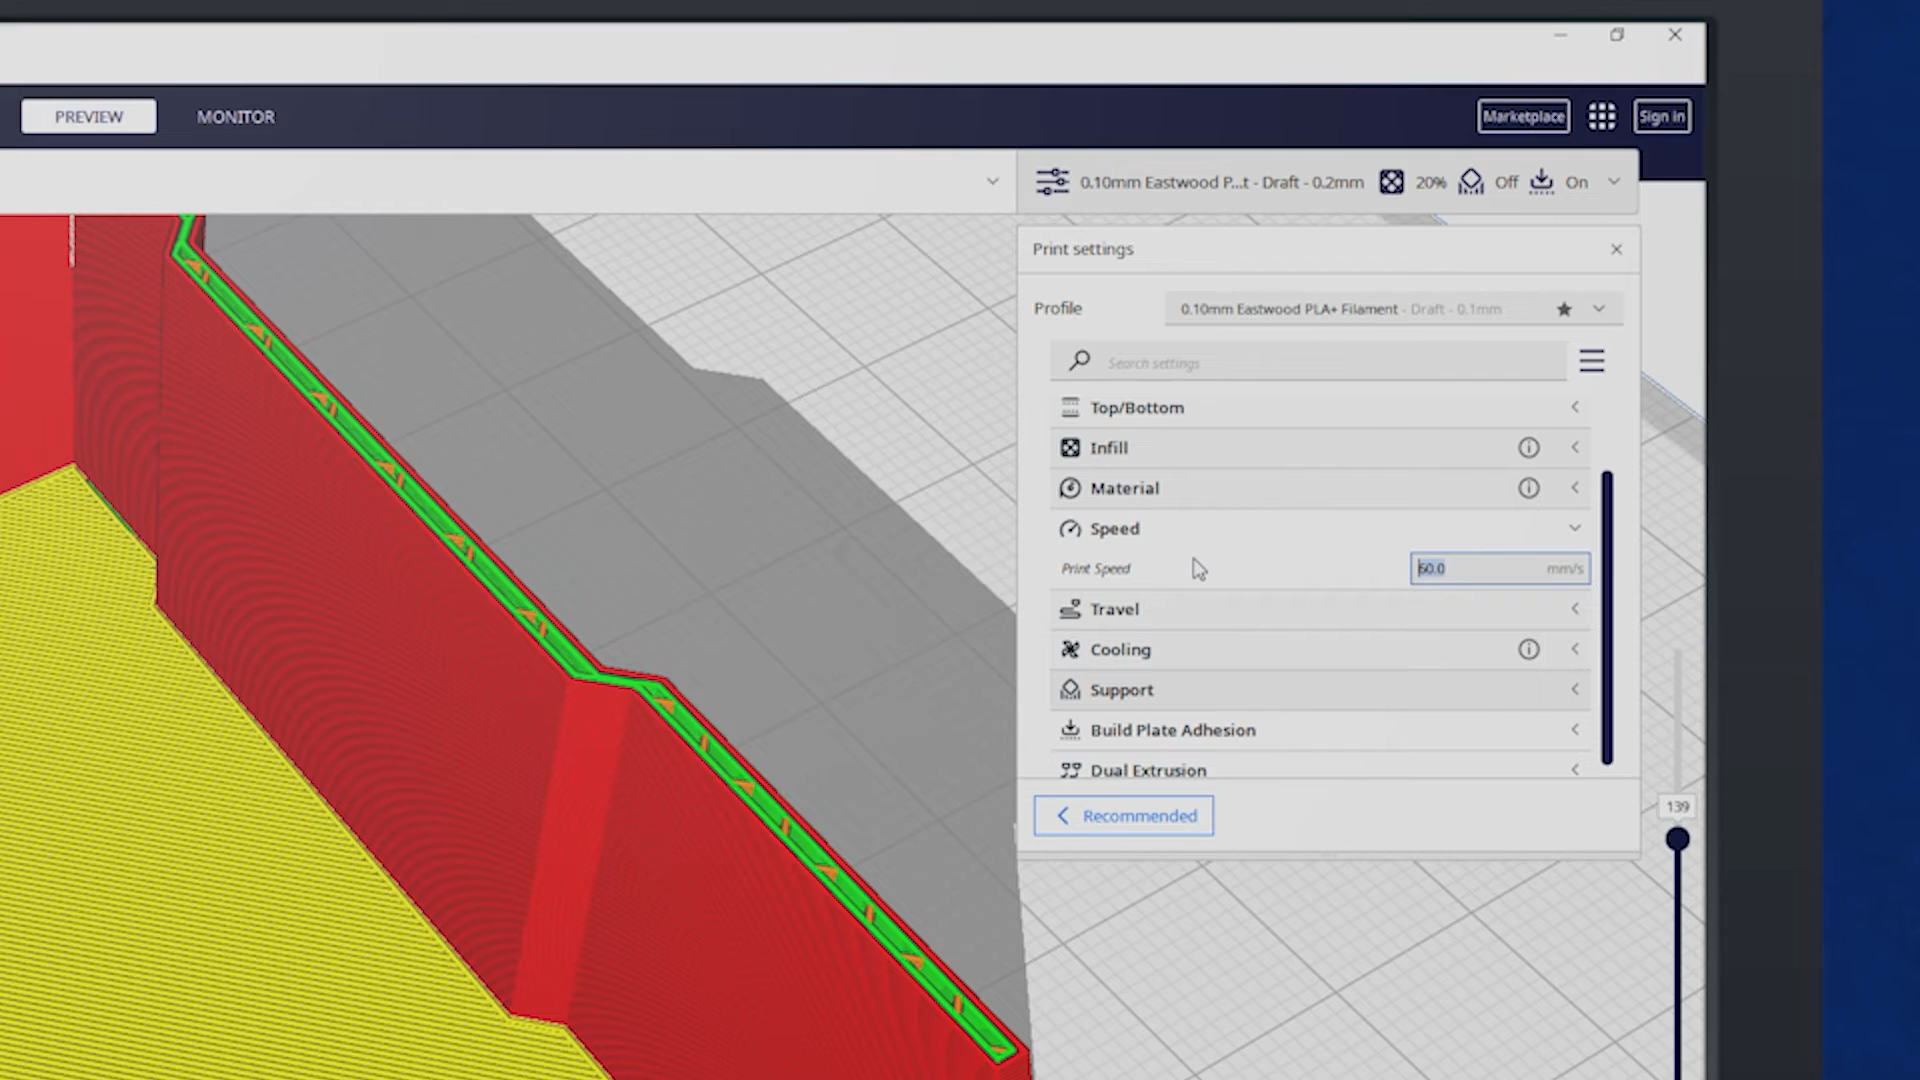 PREVIEW
MONITOR
Marketplace
Sign in
0.10mm Eastwood P...t - Draft - 0.2mm
20%
Off
On
Print settings
Profile
0.10mm Eastwood PLA+ Filament - Draft - 0.1mm
Search settings
Top/Bottom
Infill
Material
Speed
Print Speed
60.0
mm/s
Travel
Cooling
Support
Build Plate Adhesion
Dual Extrusion
Recommended
139